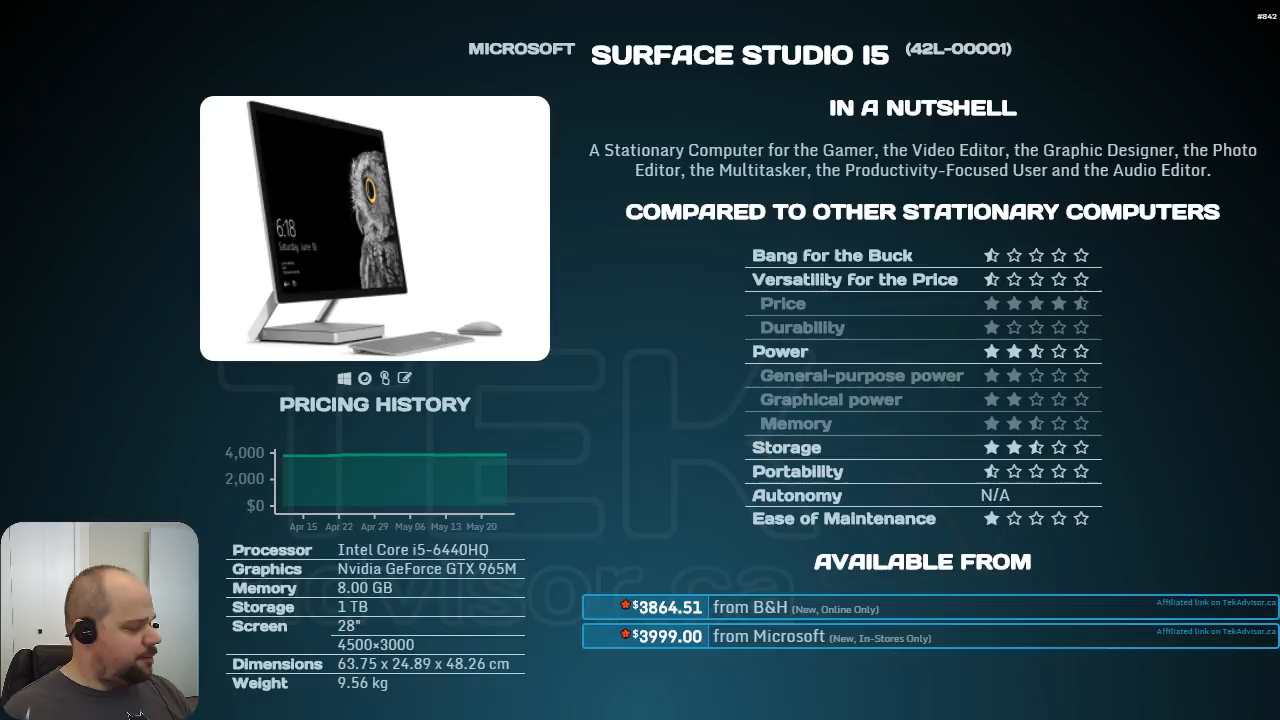 #842
MICROSOFT SURFACE STUDIO I5 (42L-00001)
6:18
Saturday, June 18
PRICING HISTORY
4,000
2,000
$0
Apr 15 Apr 22 Apr 29 May 06 May 13 May 20
Processor Intel Core i5-6440HQ
Graphics Nvidia GeForce GTX 965M
Memory 8.00 GB
Storage 1 TB
Screen 28"
4500×3000
Dimensions 63.75 x 24.89 x 48.26 cm
Weight 9.56 kg
IN A NUTSHELL
A Stationary Computer for the Gamer, the Video Editor, the Graphic Designer, the Photo
Editor, the Multitasker, the Productivity-Focused User and the Audio Editor.
COMPARED TO OTHER STATIONARY COMPUTERS
Bang for the Buck
Versatility for the Price
Price
Durability
Power
General-purpose power
Graphical power
Memory
Storage
Portability
Autonomy N/A
Ease of Maintenance
AVAILABLE FROM
$3864.51 from B&H (New, Online Only) Affiliated link on TekAdvisor.ca
$3999.00 from Microsoft (New, In-Stores Only) Affiliated link on TekAdvisor.ca